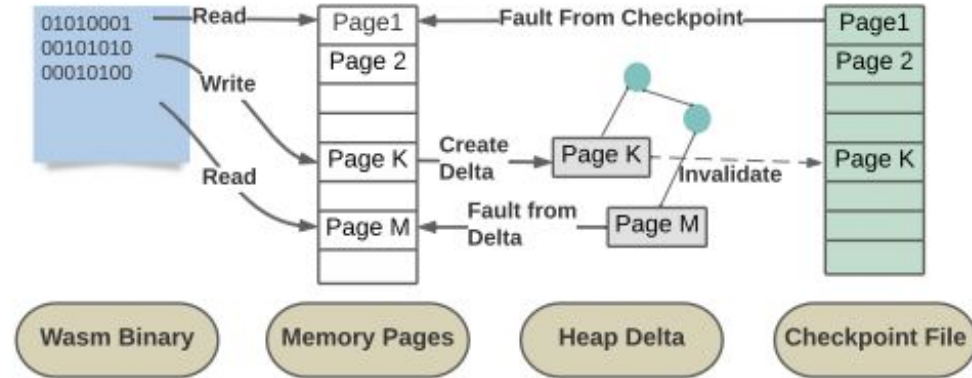 01010001
00101010
00010100
Read
Write
Read
Page1
Page 2
Page K
Page M
Fault From Checkpoint
Create
Delta
Fault from
Delta
Page K
Page M
Invalidate
Page1
Page 2
Page K
Wasm Binary
Memory Pages
Heap Delta
Checkpoint File